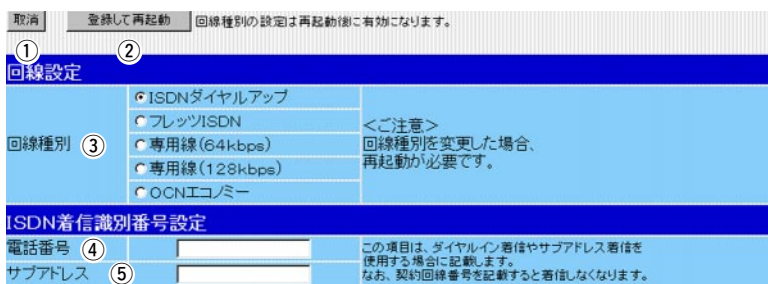 取消 登録して再起動 回線種別の設定は再起動後に有効になります。
① ②
回線設定
ISDNダイヤルアップ
フレッツISDN
回線種別 ③ 専用線(64kbps)
専用線(128kbps)
OCNエコノミー
<ご注意>
回線種別を変更した場合、
再起動が必要です。
ISDN着信識別番号設定
電話番号 ④
サブアドレス ⑤
この項目は、ダイヤルイン着信やサブアドレス着信を
使用する場合に記載します。
なお、契約回線番号を記載すると着信しなくなります。